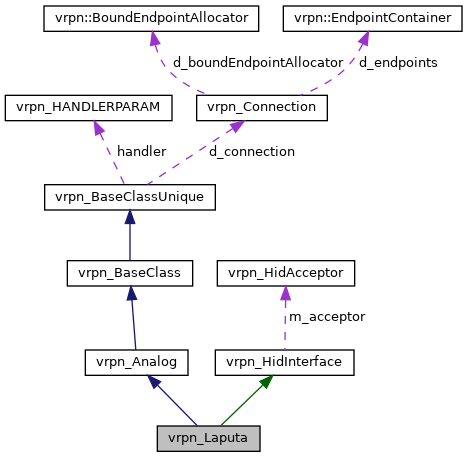 vrpn::BoundEndpointAllocator
vrpn::EndpointContainer
d_boundEndpointAllocator
d_endpoints
vrpn_HANDLERPARAM
vrpn_Connection
handler
d_connection
vrpn_BaseClassUnique
vrpn_BaseClass
vrpn_HidAcceptor
m_acceptor
vrpn_Analog
vrpn_HidInterface
vrpn_Laputa